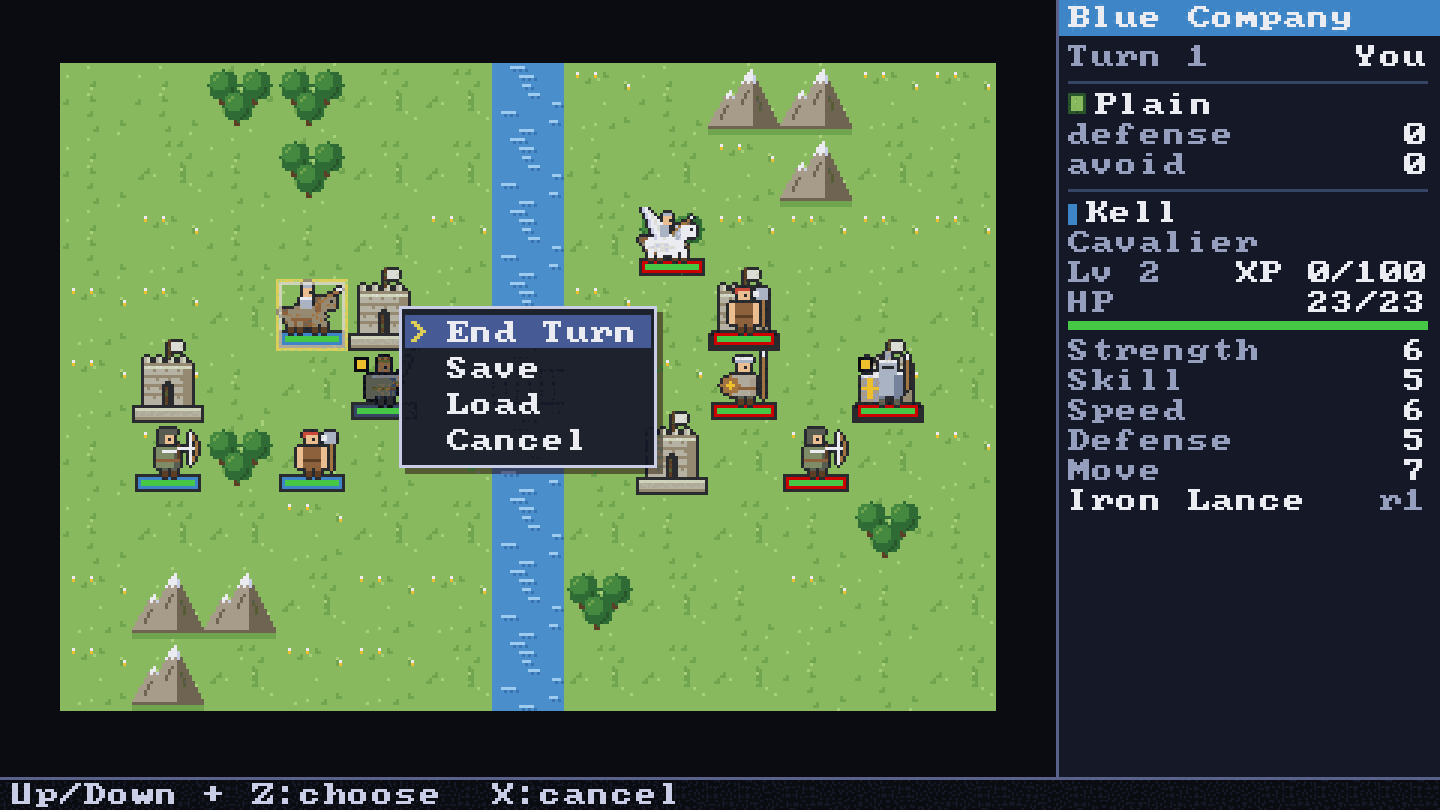 Blue Company
Turn 1 You
Plain
defense 0
avoid 0
Kell
Cavalier
Lv 2 XP 0/100
HP 23/23
Strength 6
Skill 5
Speed 6
Defense 5
Move 7
Iron Lance r1
> End Turn
Save
Load
Cancel
Up/Down + Z:choose X:cancel